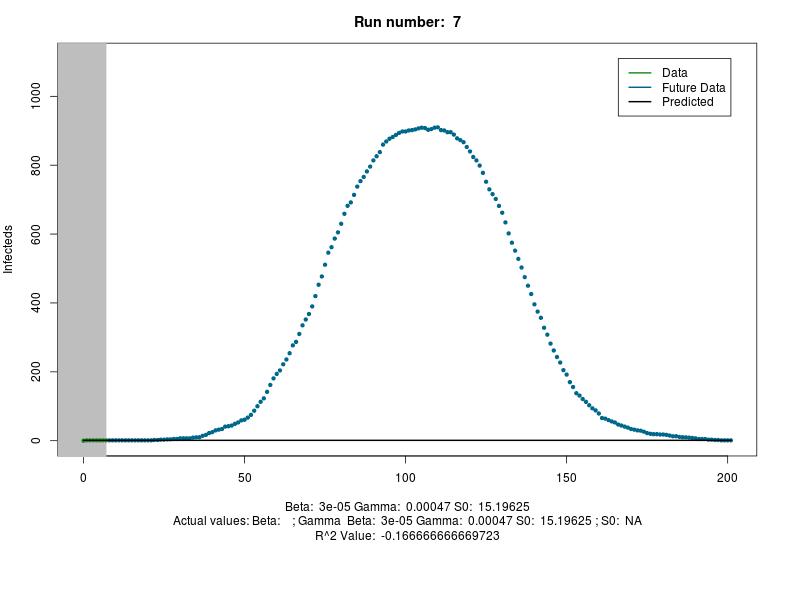 Run number: 7
Data
Future Data
Predicted
1000
800
600
400
200
0
Infecteds
0 50 100 150 200
Beta: 3e-05 Gamma: 0.00047 S0: 15.19625
Actual values: Beta: ; Gamma Beta: 3e-05 Gamma: 0.00047 S0: 15.19625 ; S0: NA
R^2 Value: -0.166666666669723